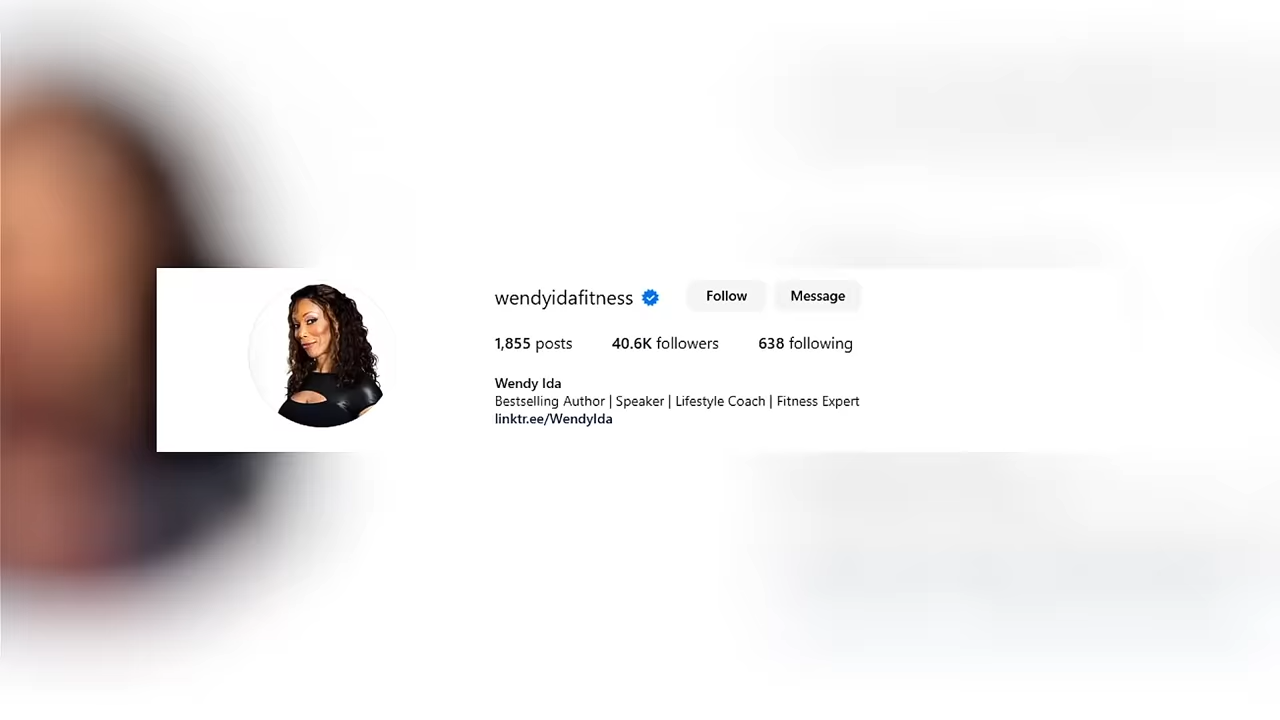 wendyidafitness Follow Message
1,855 posts 40.6K followers 638 following
Wendy Ida
Bestselling Author | Speaker | Lifestyle Coach | Fitness Expert
linktr.ee/WendyIda